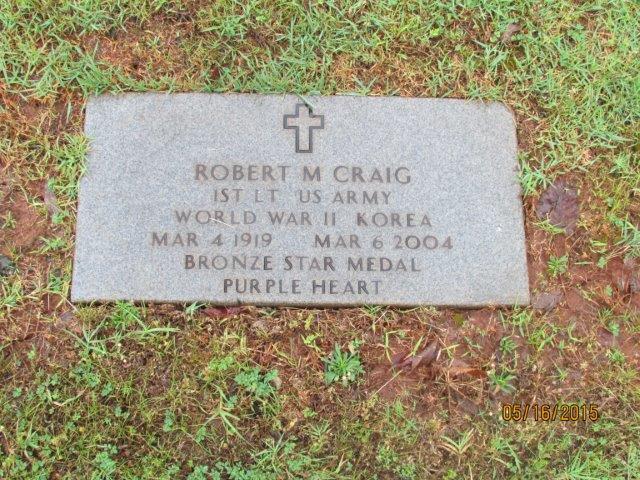 ROBERT M CRAIG
1ST LT US ARMY
WORLD WAR II KOREA
MAR 4 1919 MAR 6 2004
BRONZE STAR MEDAL
PURPLE HEART
05/16/2015